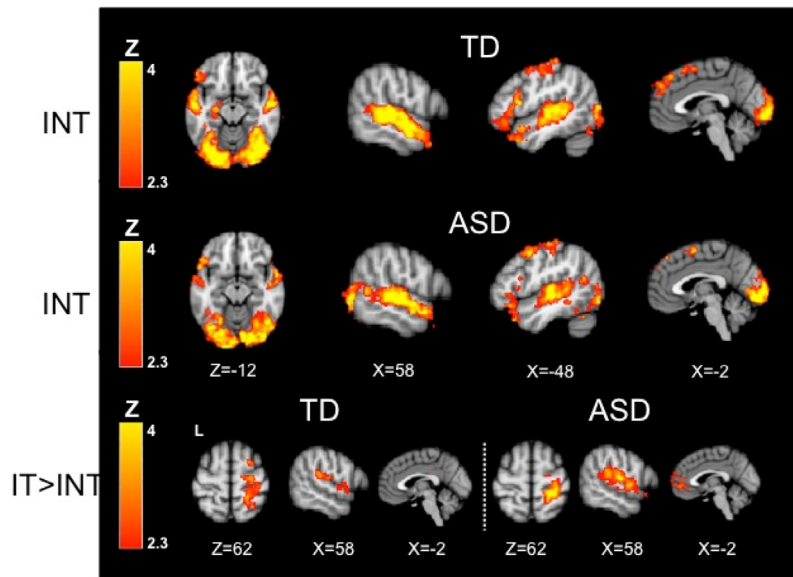 TD
Z
4
INT
2.3
ASD
Z
4
INT
2.3
Z=-12 X=58 X=-48 X=-2
TD ASD
Z
4
L
IT>INT
2.3
Z=62 X=58 X=-2 Z=62 X=58 X=-2